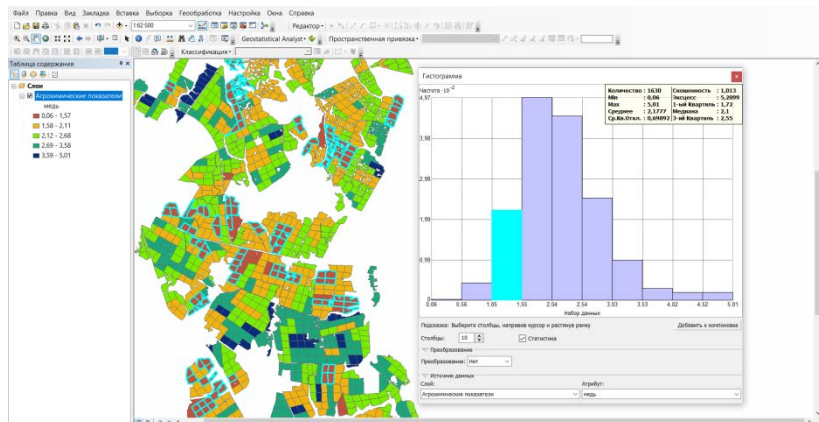 Файл Правка Вид Закладка Вставка Выборка Геообработка Настройка Окна Справка
1:62 500
Редактор
Geostatistical Analyst
Пространственная привязка
Классификация
Таблица содержания
Слои
Агрохимические показатели
медь
0,06 - 1,57
1,58 - 2,11
2,12 - 2,68
2,69 - 3,58
3,59 - 5,01
Гистограмма
Частота·10⁻²
Количество : 1630 Скошенность : 1,013
Min : 0,06 Эксцесс : 5,2899
Max : 5,01 1-ый Квартиль : 1,72
Среднее : 2,1777 Медиана : 2,1
Ср.Кв.Откл. : 0,69892 3-ий Квартиль : 2,55
4,97
3,98
2,98
1,99
0,99
0
0,06 0,56 1,05 1,55 2,04 2,54 3,03 3,53 4,02 4,52 5,01
Набор данных
Подсказка: Выберите столбцы, направив курсор и растянув рамку
Добавить к компоновке
Столбцы: 10 Статистика
Преобразование
Преобразование: Нет
Источник данных
Слой: Атрибут:
Агрохимические показатели медь